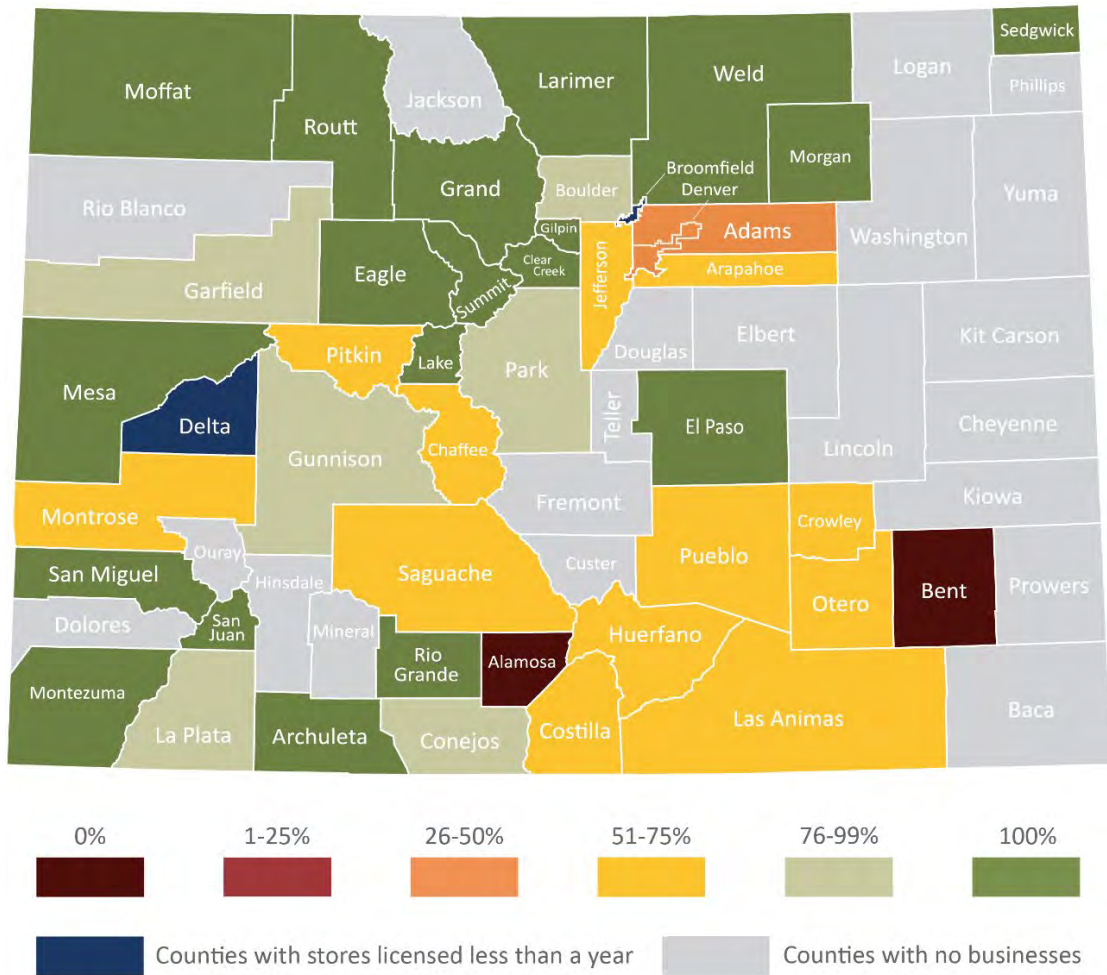 Sedgwick
Logan
Phillips
Moffat
Larimer
Weld
Jackson
Routt
Morgan
Grand
Broomfield
Boulder
Denver
Yuma
Rio Blanco
Gilpin
Adams
Washington
Eagle
Clear
Creek
Arapahoe
Garfield
Summit
Jefferson
Elbert
Kit Carson
Douglas
Pitkin
Lake
Park
Mesa
Teller
Cheyenne
Delta
El Paso
Gunnison
Chaffee
Lincoln
Fremont
Kiowa
Montrose
Crowley
Ouray
Custer
Pueblo
San Miguel
Hinsdale
Saguache
Bent
Prowers
Otero
San
Juan
Dolores
Mineral
Huerfano
Rio
Grande
Alamosa
Montezuma
Baca
Las Animas
La Plata
Archuleta
Conejos
Costilla
0%
1-25%
26-50%
51-75%
76-99%
100%
Counties with stores licensed less than a year
Counties with no businesses